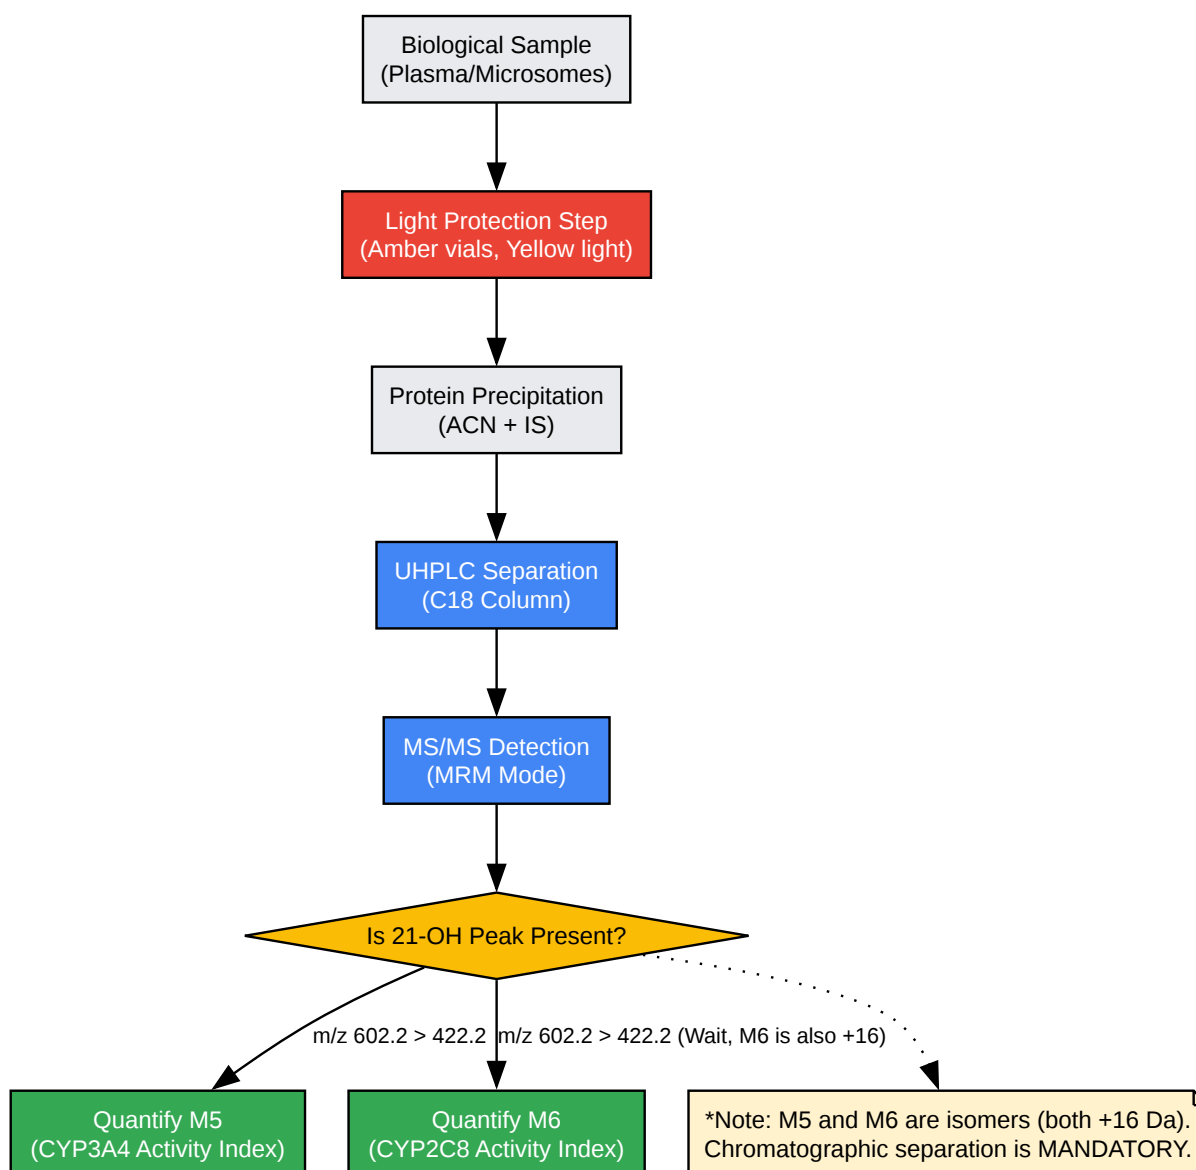 Biological Sample
(Plasma/Microsomes)
Light Protection Step
(Amber vials, Yellow light)
Protein Precipitation
(ACN + IS)
UHPLC Separation
(C18 Column)
MS/MS Detection
(MRM Mode)
Is 21-OH Peak Present?
m/z 602.2 > 422.2
m/z 602.2 > 422.2 (Wait, M6 is also +16)
Quantify M5
(CYP3A4 Activity Index)
Quantify M6
(CYP2C8 Activity Index)
*Note: M5 and M6 are isomers (both +16 Da).
Chromatographic separation is MANDATORY.